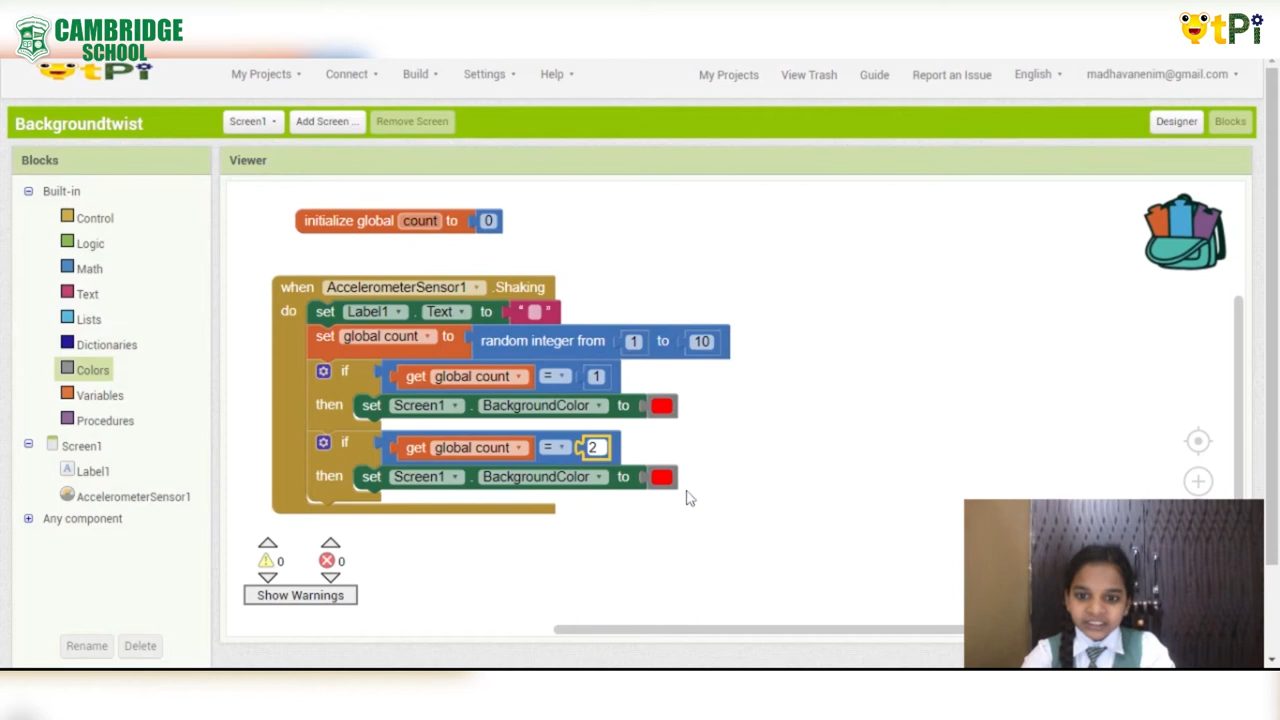 CAMBRIDGE
SCHOOL
utPi
utPi
My Projects
Connect
Build
Settings
Help
My Projects
View Trash
Guide
Report an Issue
English
madhavanenim@gmail.com
Backgroundtwist
Screen1
Add Screen ...
Remove Screen
Designer
Blocks
Blocks
Viewer
Built-in
Control
Logic
Math
Text
Lists
Dictionaries
Colors
Variables
Procedures
Screen1
Label1
AccelerometerSensor1
Any component
Rename
Delete
initialize global count to 0
when AccelerometerSensor1 .Shaking
do set Label1 . Text to " "
set global count to random integer from 1 to 10
if get global count = 1
then set Screen1 . BackgroundColor to
if get global count = 2
then set Screen1 . BackgroundColor to
0
0
Show Warnings